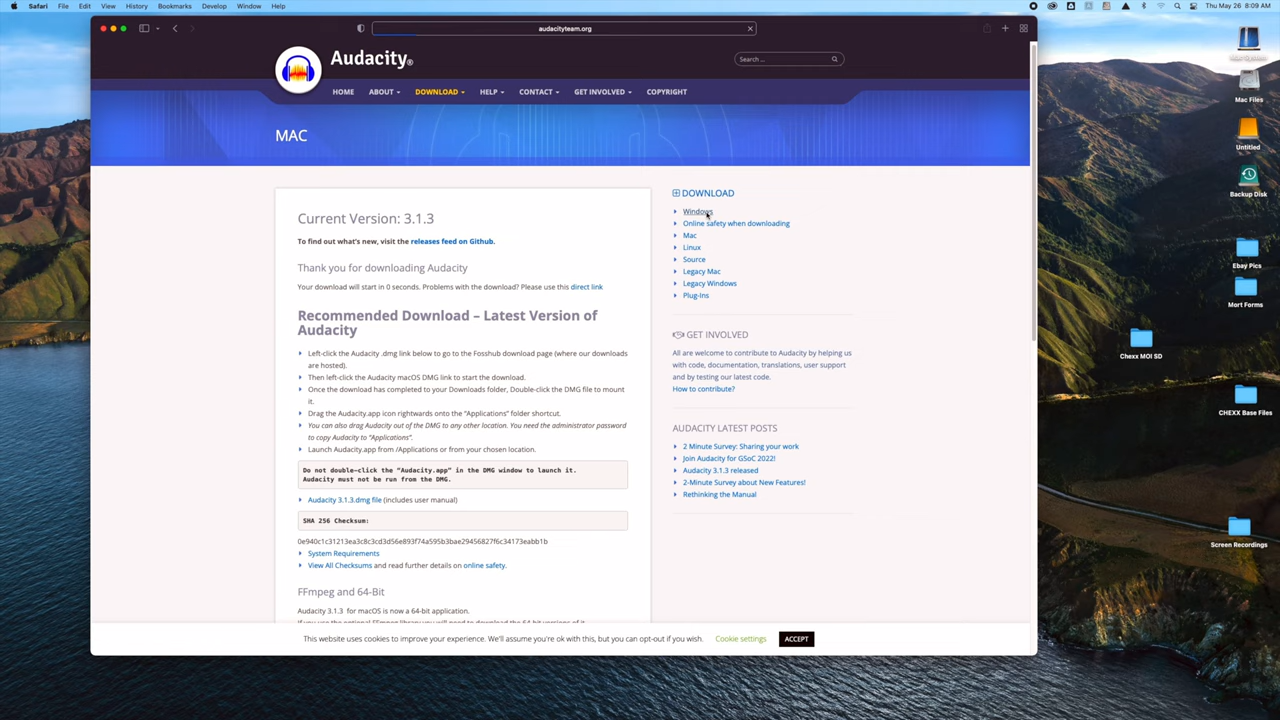 Safari File Edit View History Bookmarks Develop Window Help
Thu May 26 8:09 AM
audacityteam.org
Audacity®
Search ...
HOME ABOUT DOWNLOAD HELP CONTACT GET INVOLVED COPYRIGHT
MAC
Current Version: 3.1.3
To find out what's new, visit the releases feed on Github.
Thank you for downloading Audacity
Your download will start in 0 seconds. Problems with the download? Please use this direct link
Recommended Download – Latest Version of
Audacity
Left-click the Audacity .dmg link below to go to the Fosshub download page (where our downloads
are hosted).
Then left-click the Audacity macOS DMG link to start the download.
Once the download has completed to your Downloads folder, Double-click the DMG file to mount
it.
Drag the Audacity.app icon rightwards onto the "Applications" folder shortcut.
You can also drag Audacity out of the DMG to any other location. You need the administrator password
to copy Audacity to "Applications".
Launch Audacity.app from /Applications or from your chosen location.
Do not double-click the "Audacity.app" in the DMG window to launch it.
Audacity must not be run from the DMG.
Audacity 3.1.3.dmg file (includes user manual)
SHA 256 Checksum:
0e940c1c31213ea3c8c3cd3d56e893f74a595b3bae29456827f6c34173eabb1b
System Requirements
View All Checksums and read further details on online safety.
FFmpeg and 64-Bit
Audacity 3.1.3 for macOS is now a 64-bit application.
DOWNLOAD
Windows
Online safety when downloading
Mac
Linux
Source
Legacy Mac
Legacy Windows
Plug-Ins
GET INVOLVED
All are welcome to contribute to Audacity by helping us
with code, documentation, translations, user support
and by testing our latest code.
How to contribute?
AUDACITY LATEST POSTS
2 Minute Survey: Sharing your work
Join Audacity for GSoC 2022!
Audacity 3.1.3 released
2-Minute Survey about New Features!
Rethinking the Manual
This website uses cookies to improve your experience. We'll assume you're ok with this, but you can opt-out if you wish. Cookie settings ACCEPT
Mac Files
Untitled
Backup Disk
Ebay Pics
Mort Forms
Chexx MOI SD
CHEXX Base Files
Screen Recordings